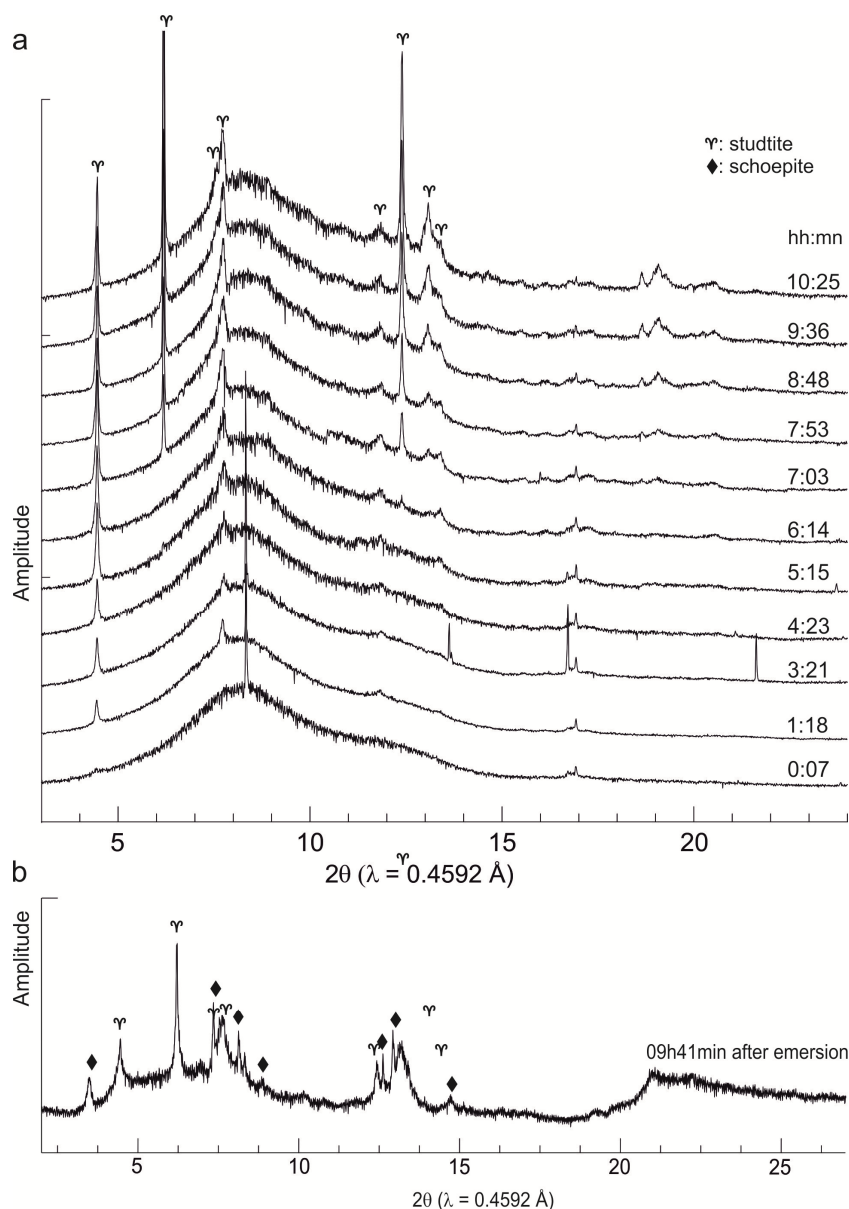 a
♈: studtite
♦: schoepite
hh:mn
10:25
9:36
8:48
7:53
7:03
6:14
5:15
4:23
3:21
1:18
0:07
Amplitude
5 10 15 20
2θ (λ = 0.4592 Å)
b
Amplitude
09h41min after emersion
5 10 15 20 25
2θ (λ = 0.4592 Å)